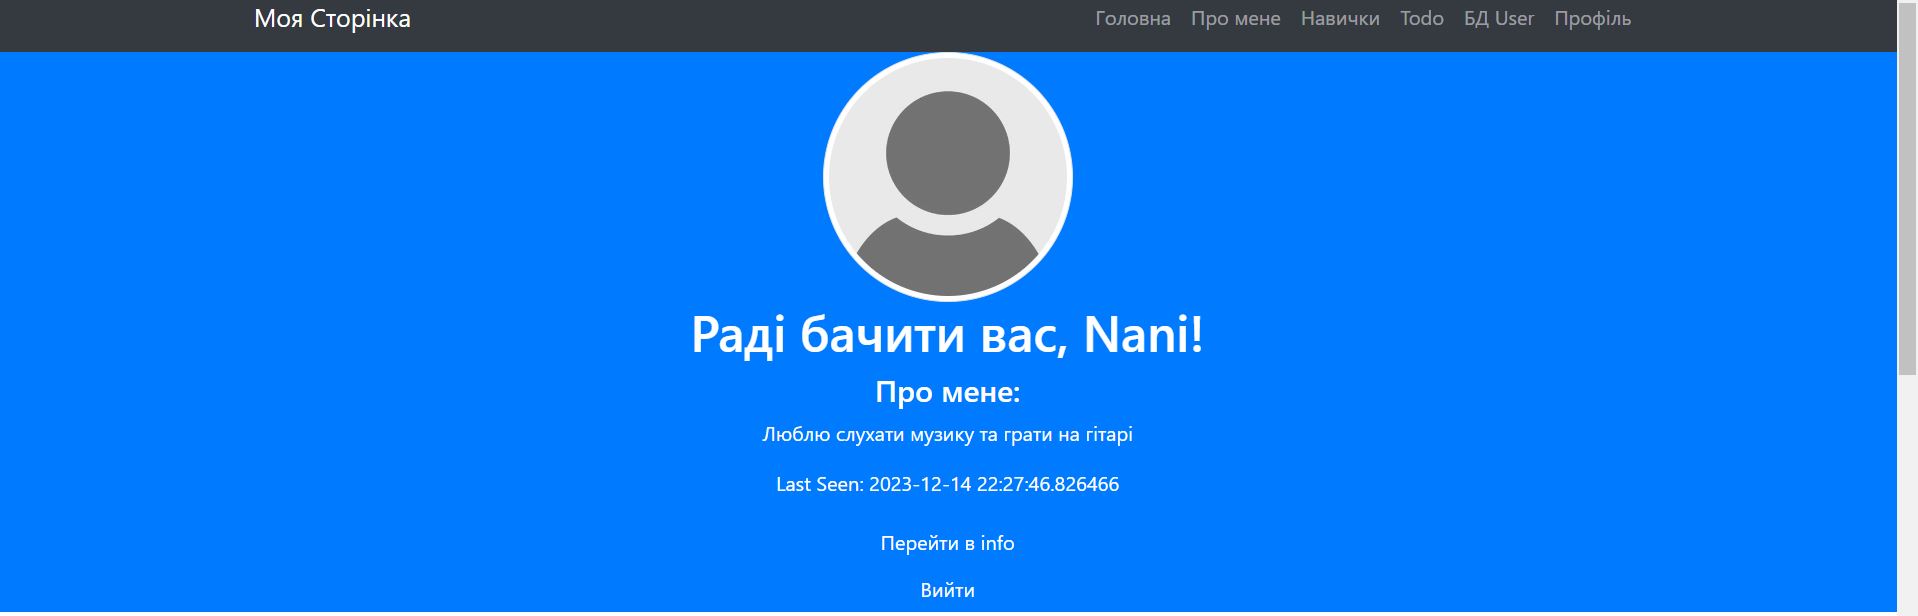 Моя Сторінка
Головна Про мене Навички Todo БД User Профіль
Раді бачити вас, Nani!
Про мене:
Люблю слухати музику та грати на гітарі
Last Seen: 2023-12-14 22:27:46.826466
Перейти в info
Вийти